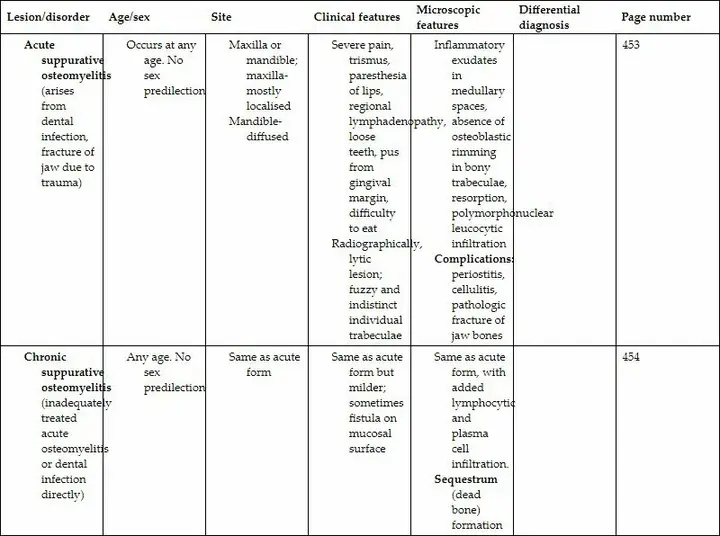 Lesion/disorder
Age/sex
Site
Clinical features
Microscopic
features
Differential
diagnosis
Page number
Acute
suppurative
osteomyelitis
(arises
from
dental
infection,
fracture of
jaw due to
trauma)
Occurs at any
age. No
sex
predilection
Maxilla or
mandible;
maxilla-
mostly
localised
Mandible-
diffused
Severe pain,
trismus,
paresthesia
of lips,
regional
lymphadenopathy,
loose
teeth, pus
from
gingival
margin,
difficulty
to eat
Radiographically,
lytic
lesion;
fuzzy and
indistinct
individual
trabeculae
Inflammatory
exudates
in
medullary
spaces,
absence of
osteoblastic
rimming
in bony
trabeculae,
resorption,
polymorphonuclear
leucocytic
infiltration
Complications:
periostitis,
cellulitis,
pathologic
fracture of
jaw bones
453
Chronic
suppurative
osteomyelitis
(inadequately
treated
acute
osteomyelitis
or dental
infection
directly)
Any age. No
sex
predilection
Same as acute
form
Same as acute
form but
milder;
sometimes
fistula on
mucosal
surface
Same as acute
form, with
added
lymphocytic
and
plasma
cell
infiltration.
Sequestrum
(dead
bone)
formation
454